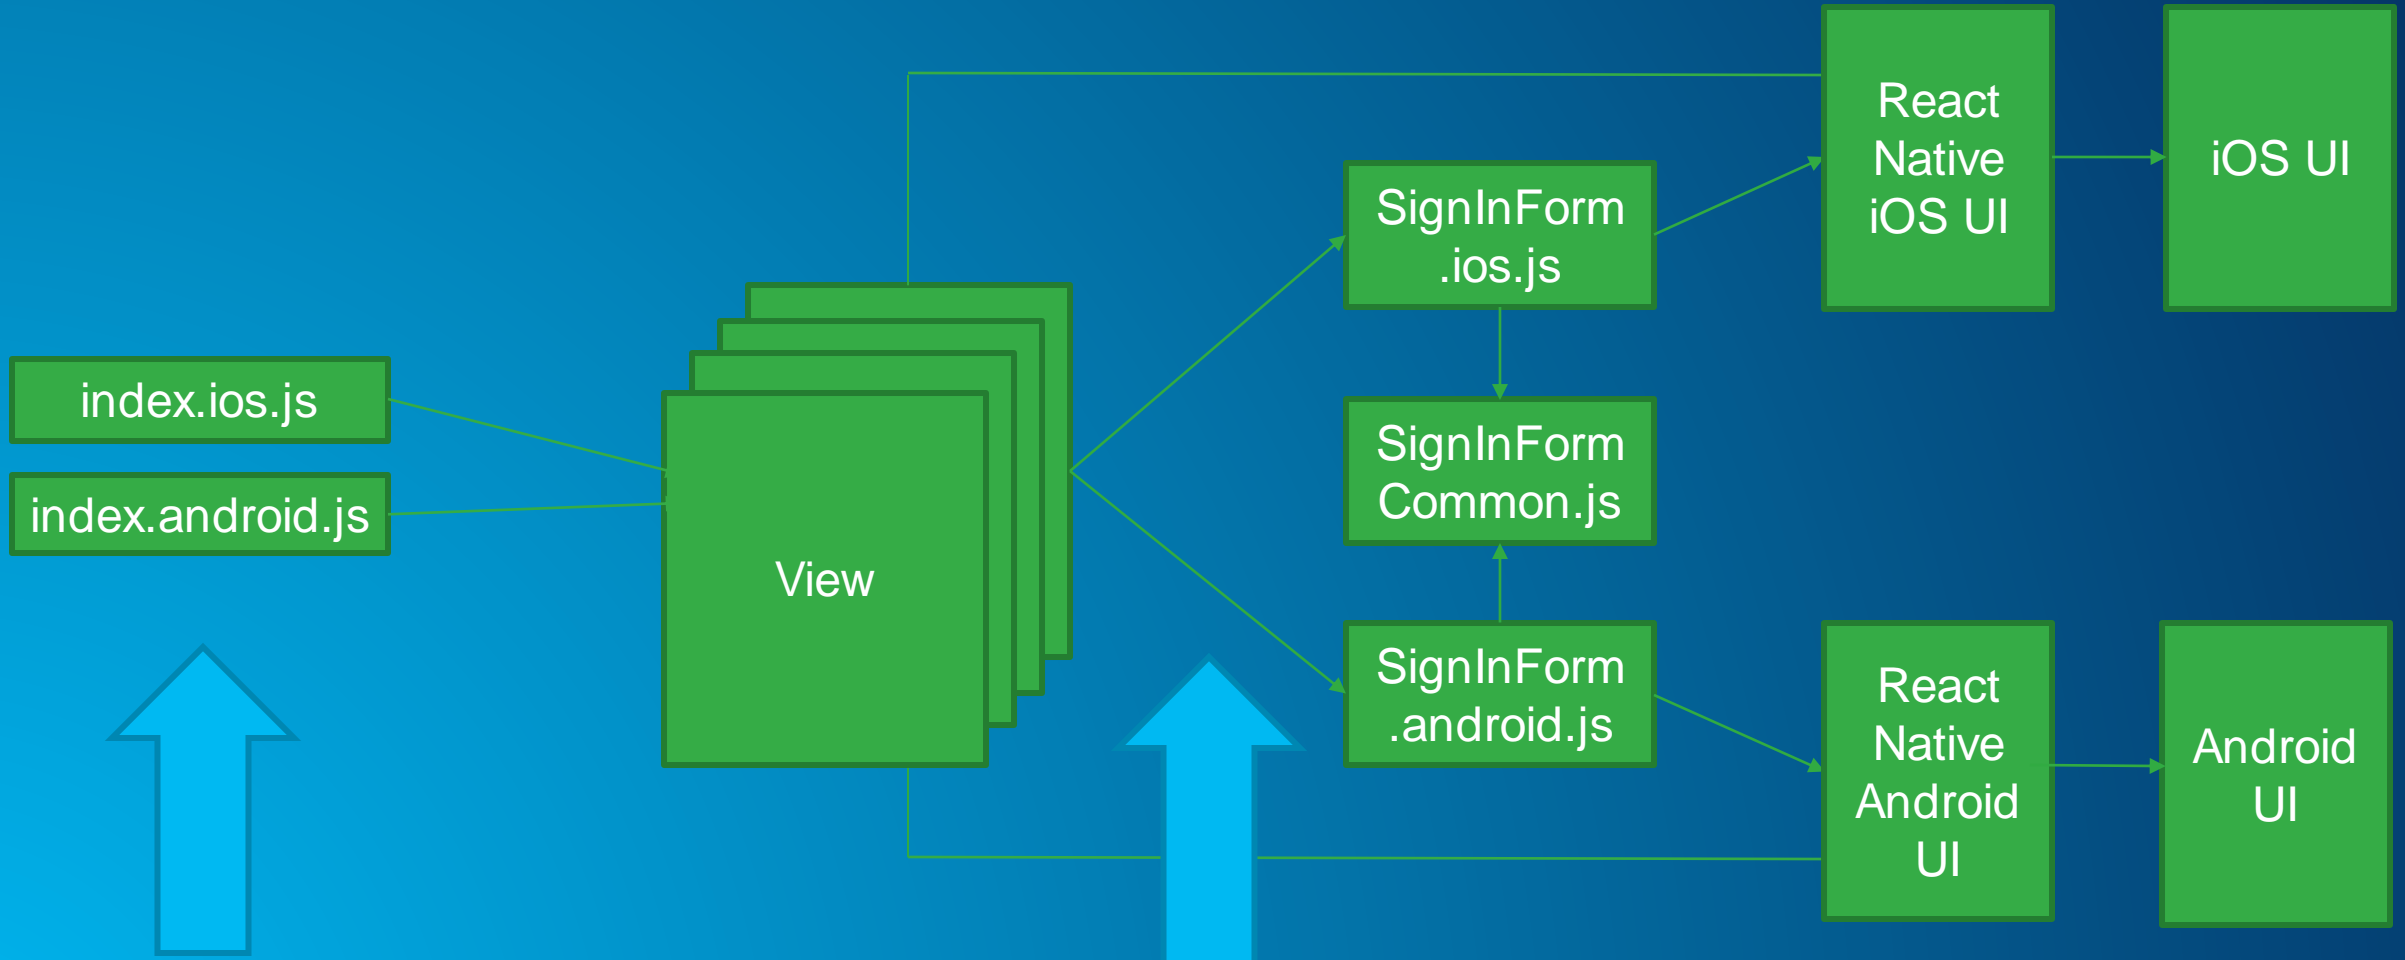 index.ios.js
index.android.js
View
SignInForm
.ios.js
SignInForm
Common.js
SignInForm
.android.js
React
Native
iOS UI
iOS UI
React
Native
Android
UI
Android
UI